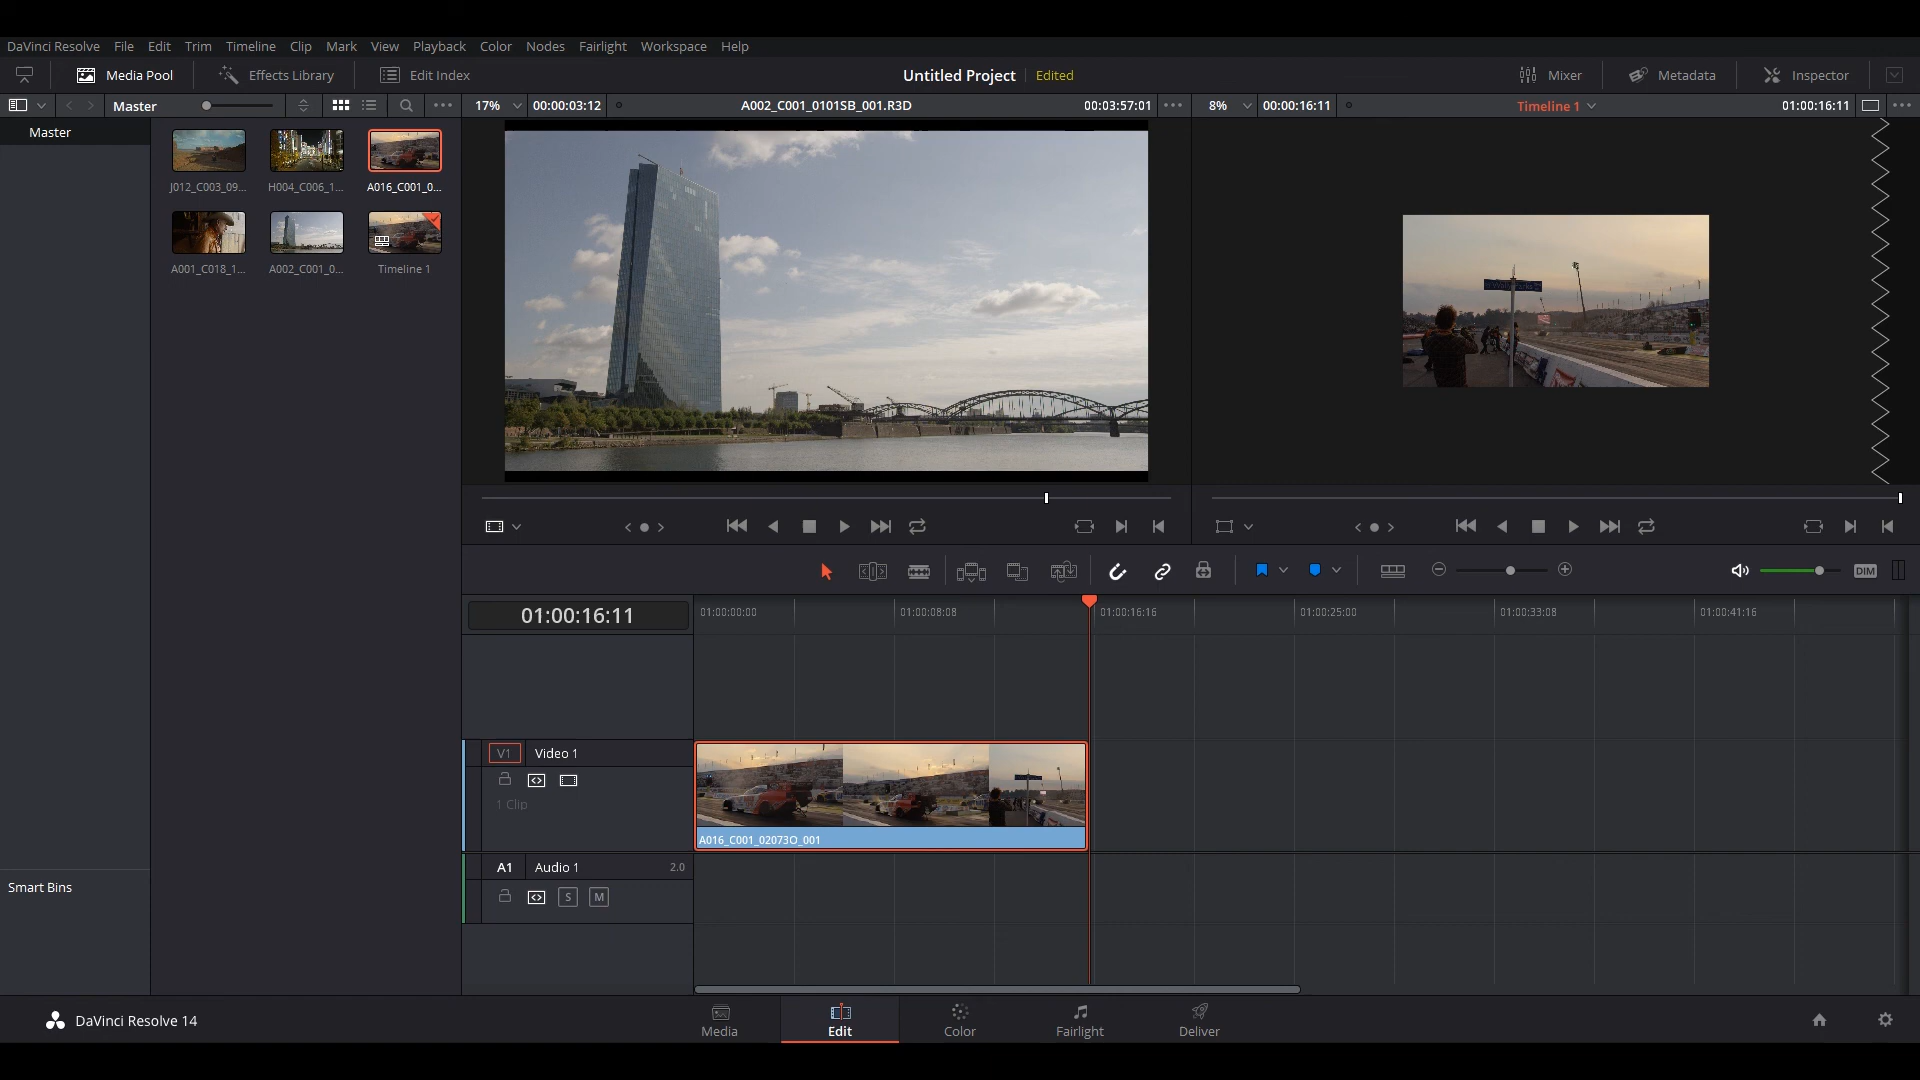 DaVinci Resolve File Edit Trim Timeline Clip Mark View Playback Color Nodes Fairlight Workspace Help
Media Pool Effects Library Edit Index Untitled Project Edited Mixer Metadata Inspector
Master 17% 00:00:03:12 A002_C001_0101SB_001.R3D 00:03:57:01 8% 00:00:16:11 Timeline 1 01:00:16:11
Master
J012_C003_09... H004_C006_1... A016_C001_0...
A001_C018_1... A002_C001_0... Timeline 1
DIM
01:00:16:11 01:00:00:00 01:00:08:08 01:00:16:16 01:00:25:00 01:00:33:08 01:00:41:16
V1 Video 1
1 Clip
A016_C001_02073O_001
A1 Audio 1 2.0
S M
Smart Bins
DaVinci Resolve 14 Media Edit Color Fairlight Deliver